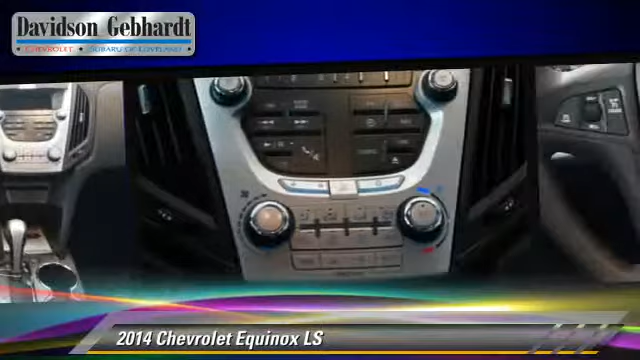 Davidson Gebhardt
CHEVROLET • SUBARU OF LOVELAND
2014 Chevrolet Equinox LS